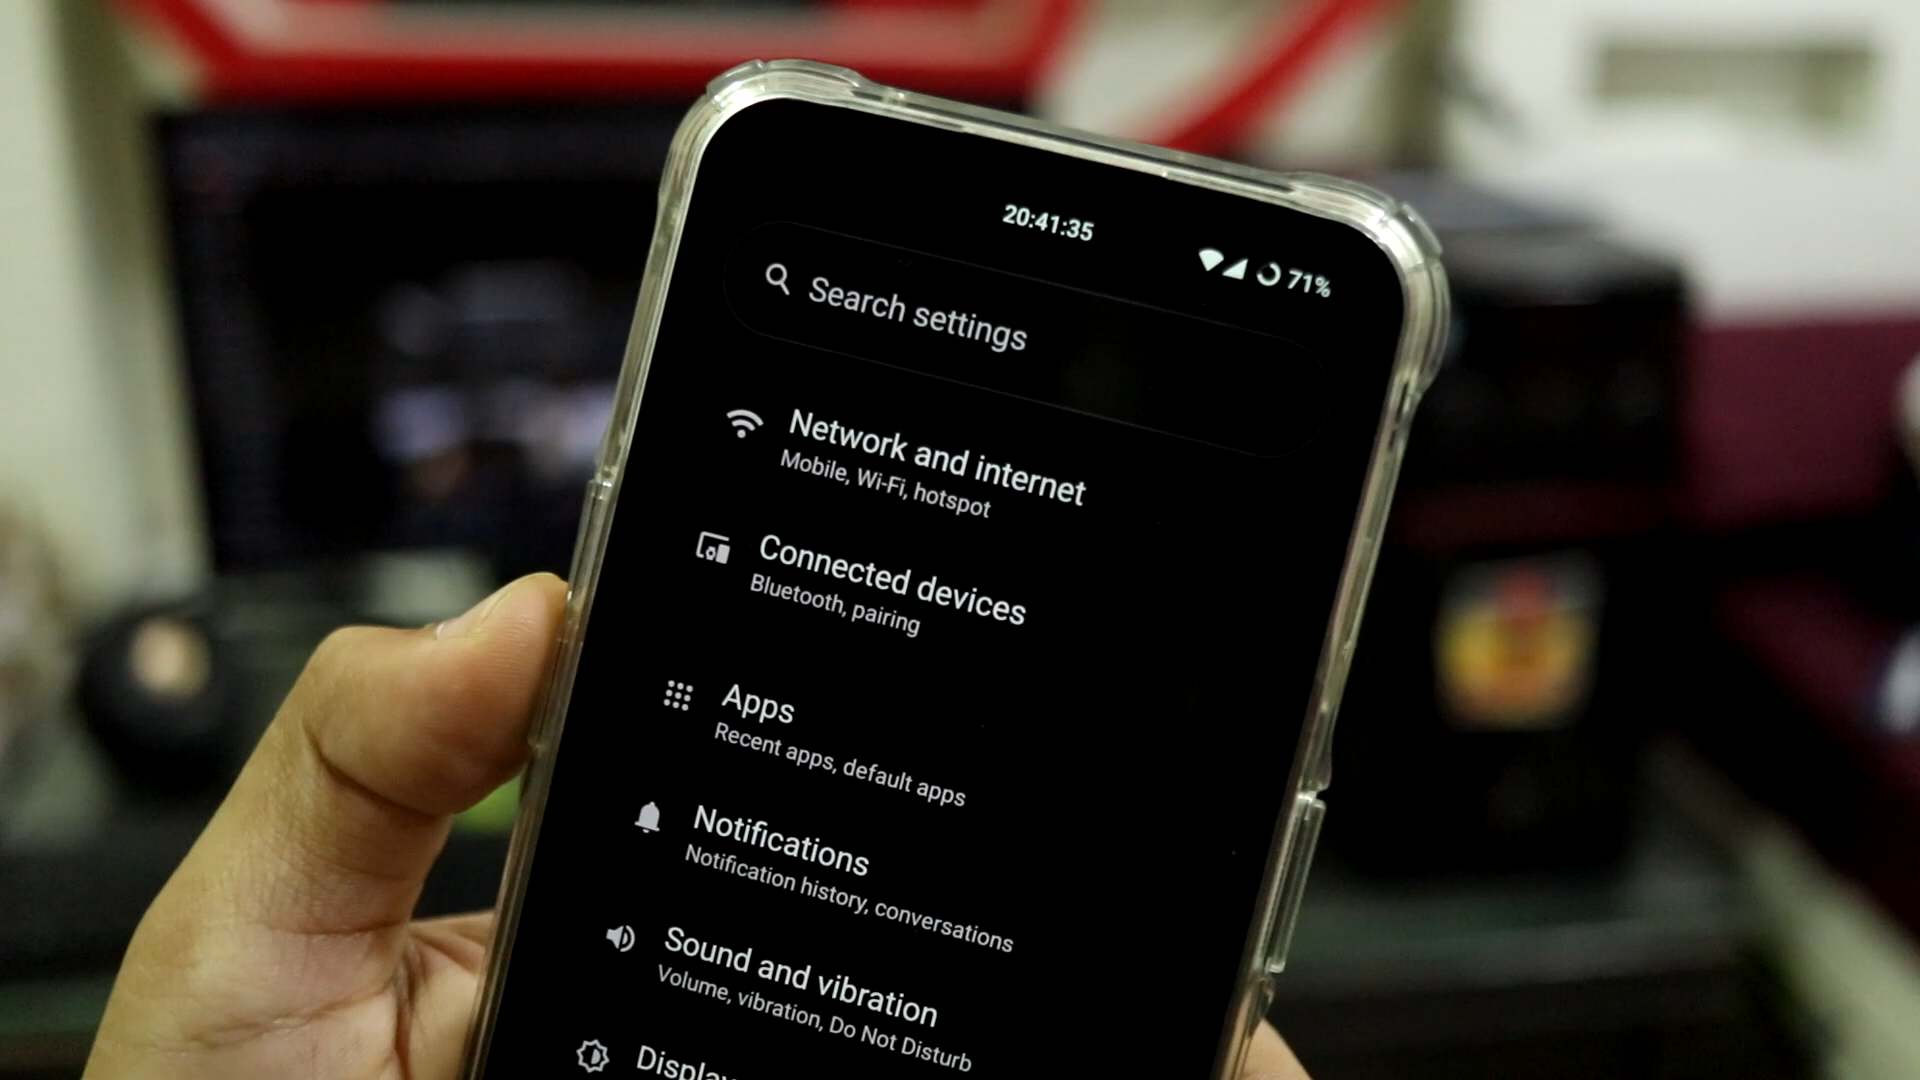 20:41:35
71%
Search settings
Network and internet
Mobile, Wi-Fi, hotspot
Connected devices
Bluetooth, pairing
Apps
Recent apps, default apps
Notifications
Notification history, conversations
Sound and vibration
Volume, vibration, Do Not Disturb
Display